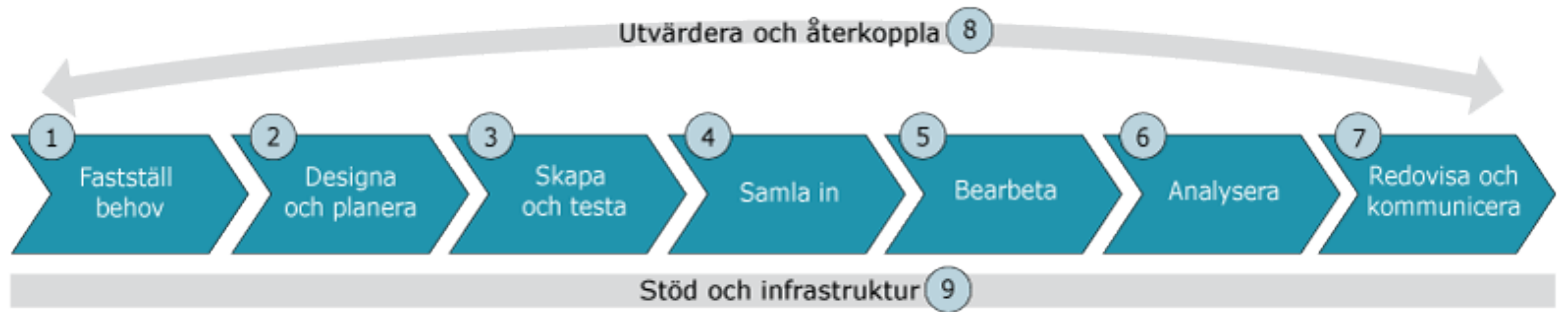 Utvärdera och återkoppla 8
1
Fastställ
behov
2
Designa
och planera
3
Skapa
och testa
4
Samla in
5
Bearbeta
6
Analysera
7
Redovisa och
kommunicera
Stöd och infrastruktur 9